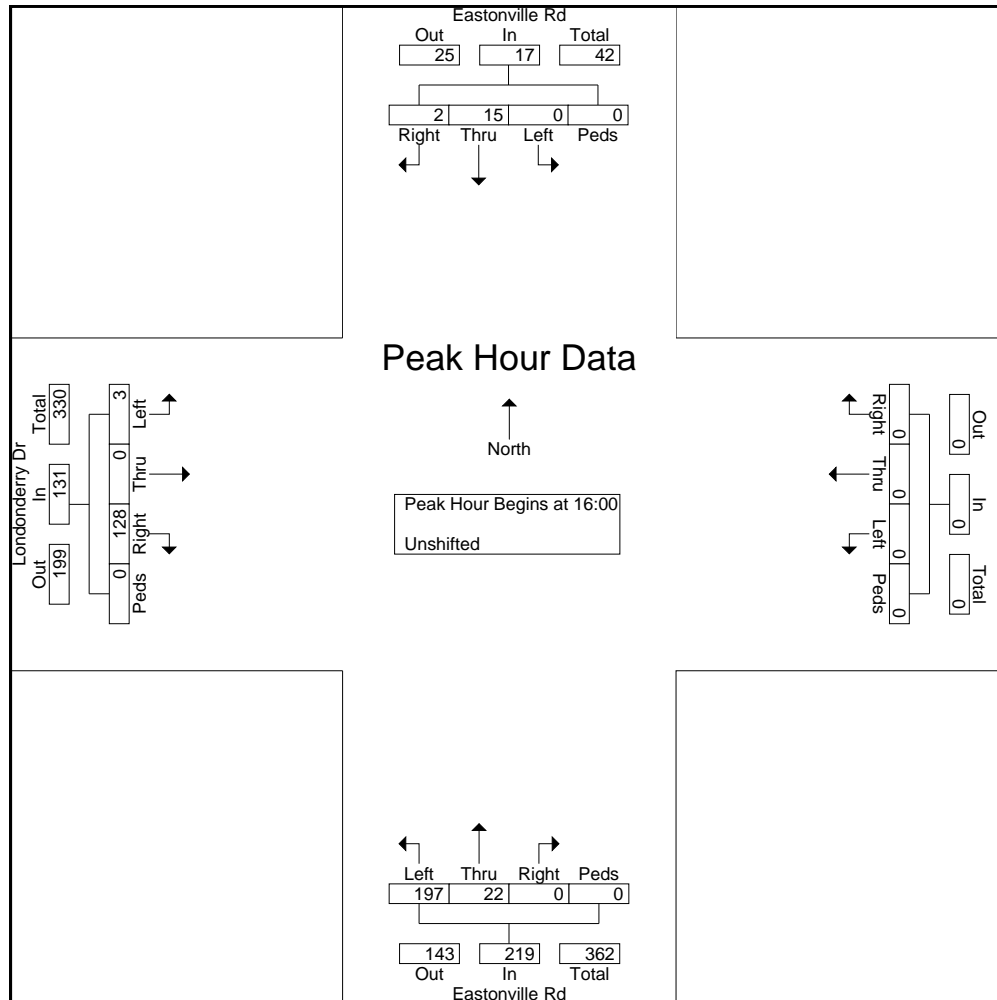 Eastonville Rd
Out In Total
25 17 42
2 15 0 0
Right Thru Left Peds
Peak Hour Data
North
Peak Hour Begins at 16:00
Unshifted
Londonderry Dr
Total In Out
330 131 199
3 0 128 0
Left Thru Right Peds
Right Thru Left Peds
0 0 0 0
0 0 0
Out In Total
Left Thru Right Peds
197 22 0 0
143 219 362
Out In Total
Eastonville Rd